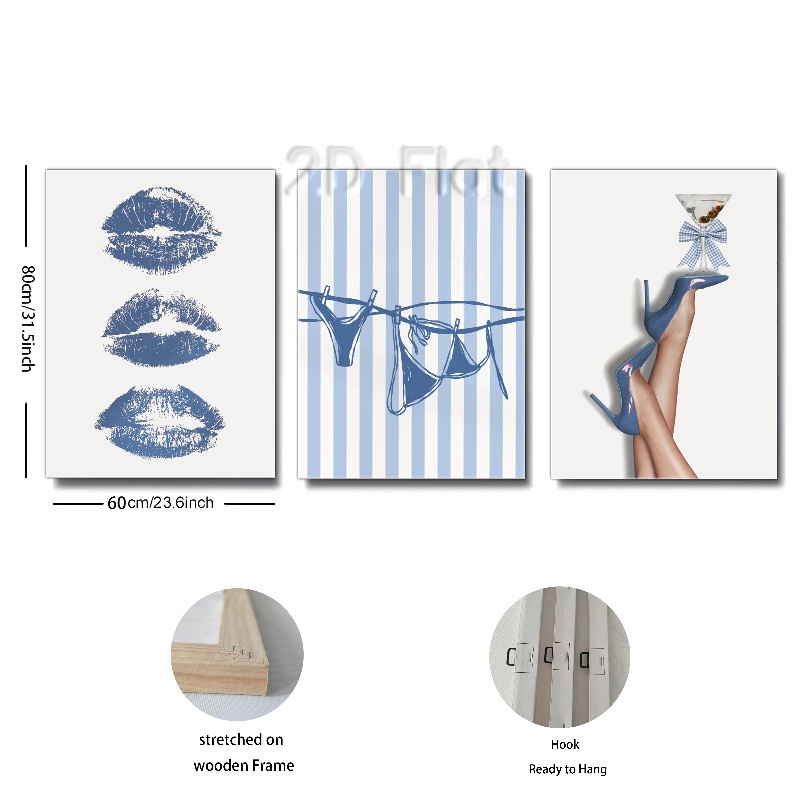 2D Flat
80cm/31.5inch
60cm/23.6inch
stretched on
wooden Frame
Hook
Ready to Hang